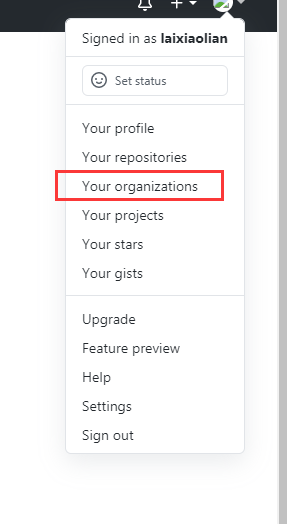 Signed in as laixiaolian
Set status
Your profile
Your repositories
Your organizations
Your projects
Your stars
Your gists
Upgrade
Feature preview
Help
Settings
Sign out